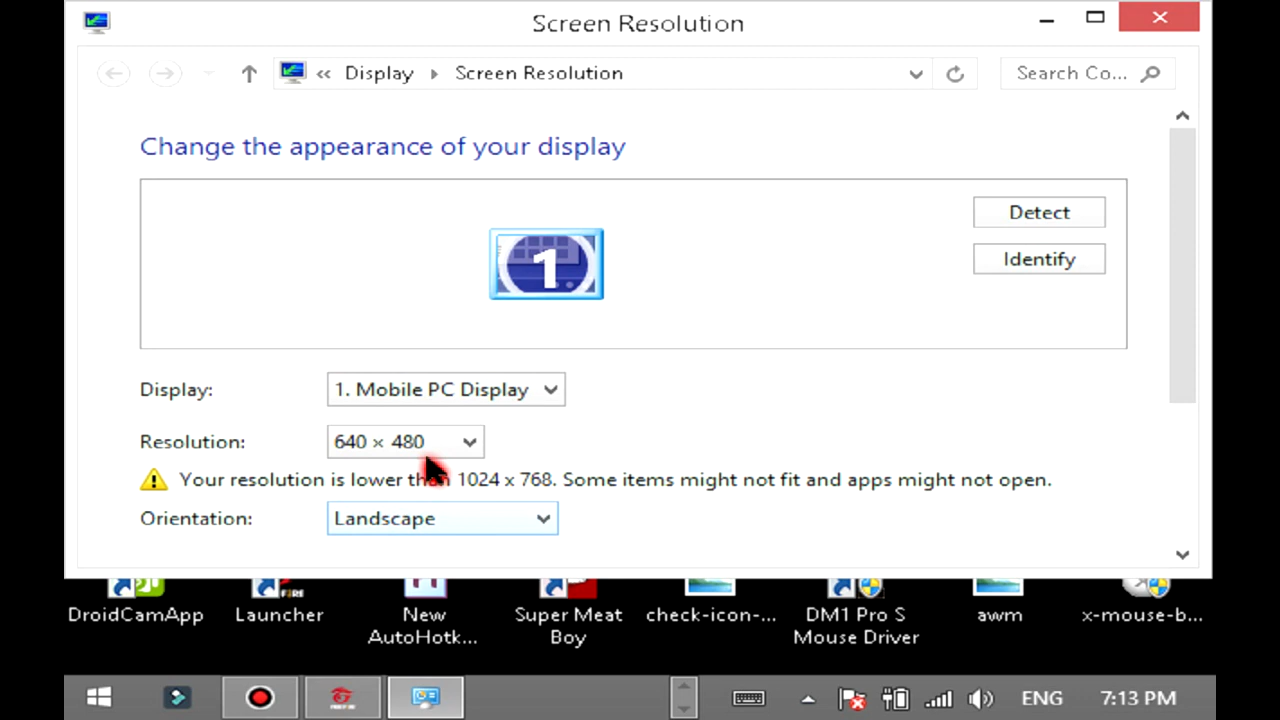 Screen Resolution
« Display ▸ Screen Resolution
Search Co...
Change the appearance of your display
Detect
1
Identify
Display: 1. Mobile PC Display
Resolution: 640 × 480
Your resolution is lower than 1024 x 768. Some items might not fit and apps might not open.
Orientation: Landscape
DroidCamApp
Launcher
New
AutoHotk...
Super Meat
Boy
check-icon-...
DM1 Pro S
Mouse Driver
awm
x-mouse-b...
ENG
7:13 PM